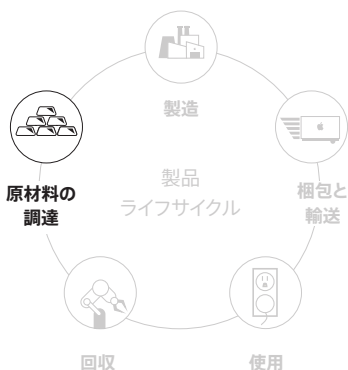 製造
原材料の
調達
製品
ライフサイクル
梱包と
輸送
回収
使用